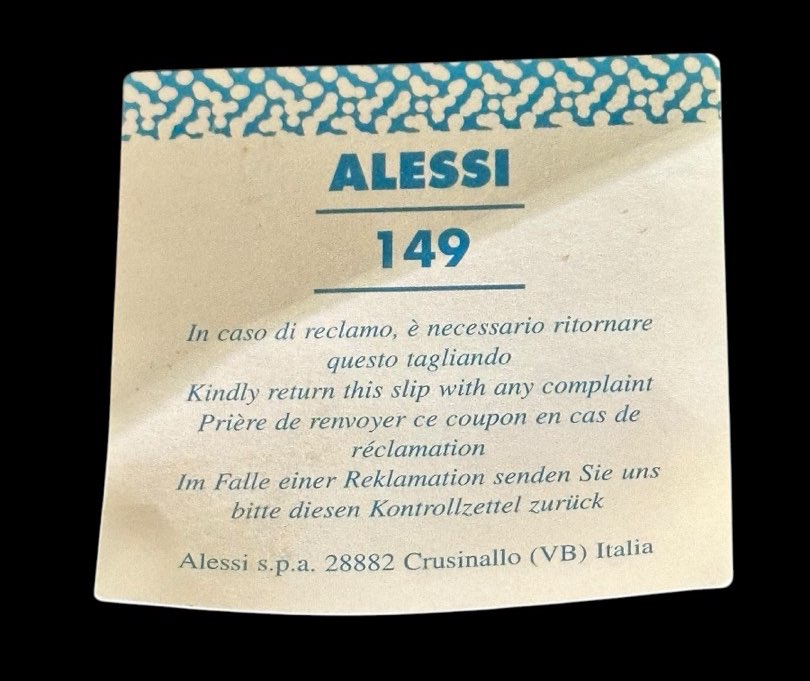 ALESSI
149
In caso di reclamo, è necessario ritornare
questo tagliando
Kindly return this slip with any complaint
Prière de renvoyer ce coupon en cas de
réclamation
Im Falle einer Reklamation senden Sie uns
bitte diesen Kontrollzettel zurück
Alessi s.p.a. 28882 Crusinallo (VB) Italia